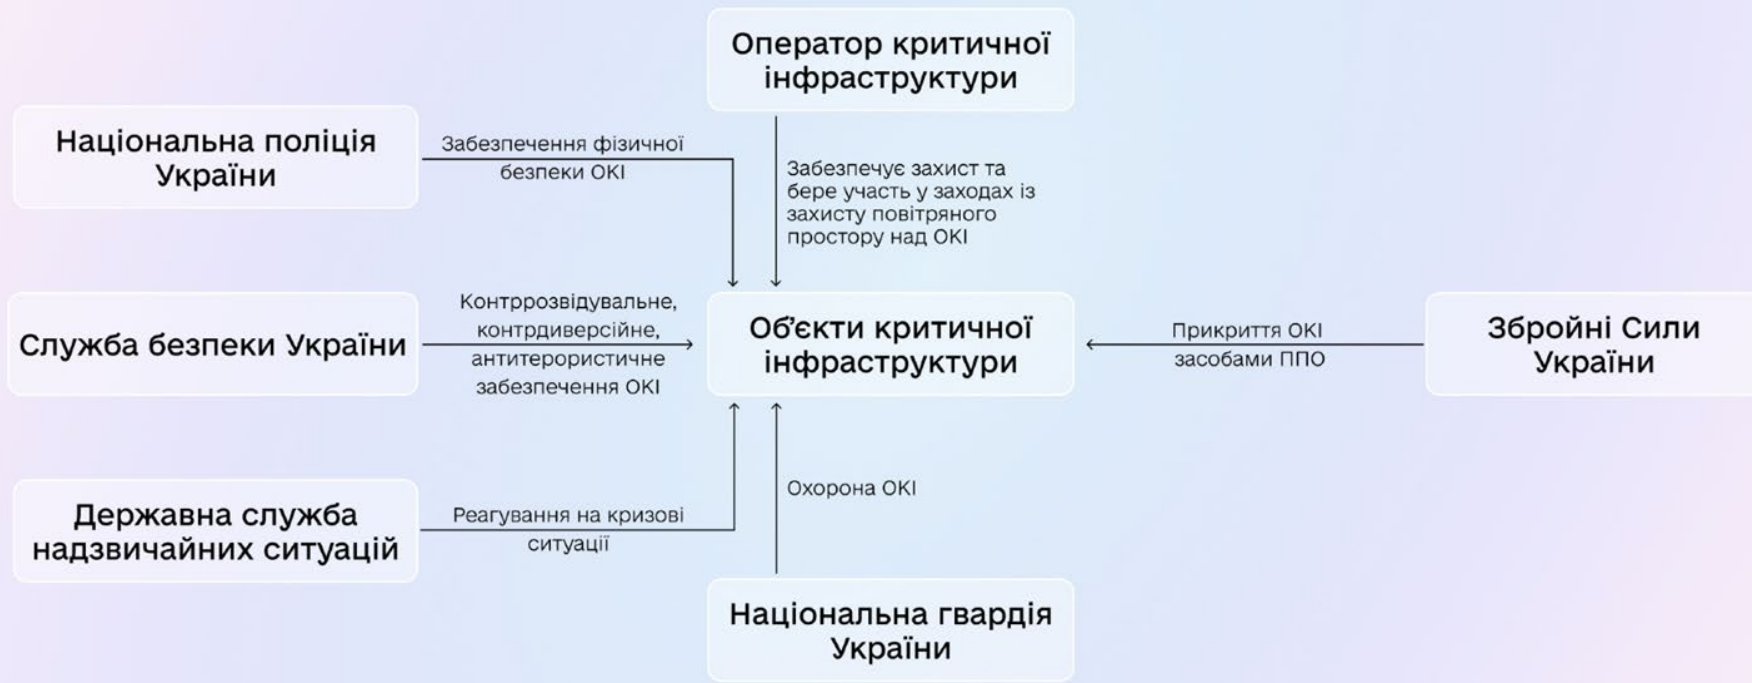 Оператор критичної
інфраструктури
Національна поліція
України
Забезпечення фізичної
безпеки ОКІ
Забезпечує захист та
бере участь у заходах із
захисту повітряного
простору над ОКІ
Служба безпеки України
Контррозвідувальне,
контрдиверсійне,
антитерористичне
забезпечення ОКІ
Об’єкти критичної
інфраструктури
Прикриття ОКІ
засобами ППО
Збройні Сили
України
Державна служба
надзвичайних ситуацій
Реагування на кризові
ситуації
Охорона ОКІ
Національна гвардія
України